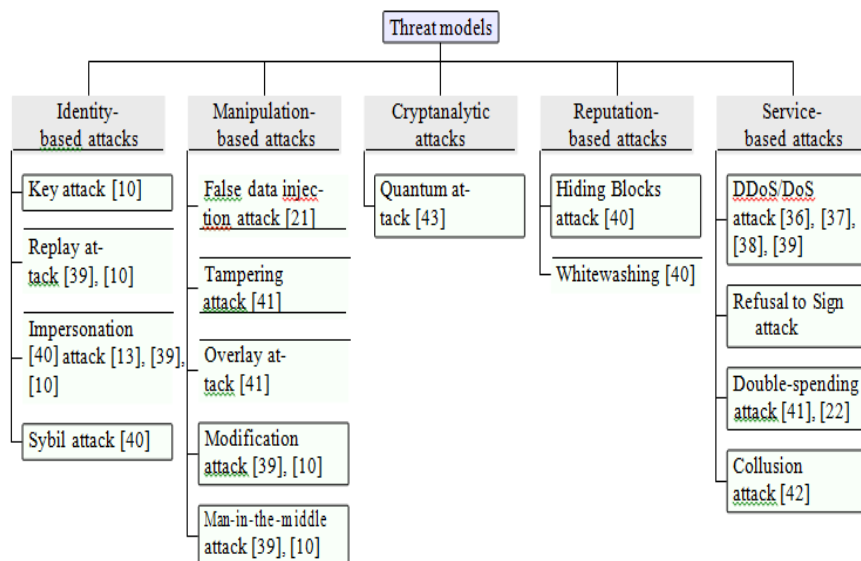 Threat models
Identity-
based attacks
Key attack [10]
Replay at-
tack [39], [10]
Impersonation
[40] attack [13], [39],
[10]
Sybil attack [40]
Manipulation-
based attacks
False data injec-
tion attack [21]
Tampering
attack [41]
Overlay at-
tack [41]
Modification
attack [39], [10]
Man-in-the-middle
attack [39], [10]
Cryptanalytic
attacks
Quantum at-
tack [43]
Reputation-
based attacks
Hiding Blocks
attack [40]
Whitewashing [40]
Service-
based attacks
DDoS/DoS
attack [36], [37],
[38], [39]
Refusal to Sign
attack
Double-spending
attack [41], [22]
Collusion
attack [42]